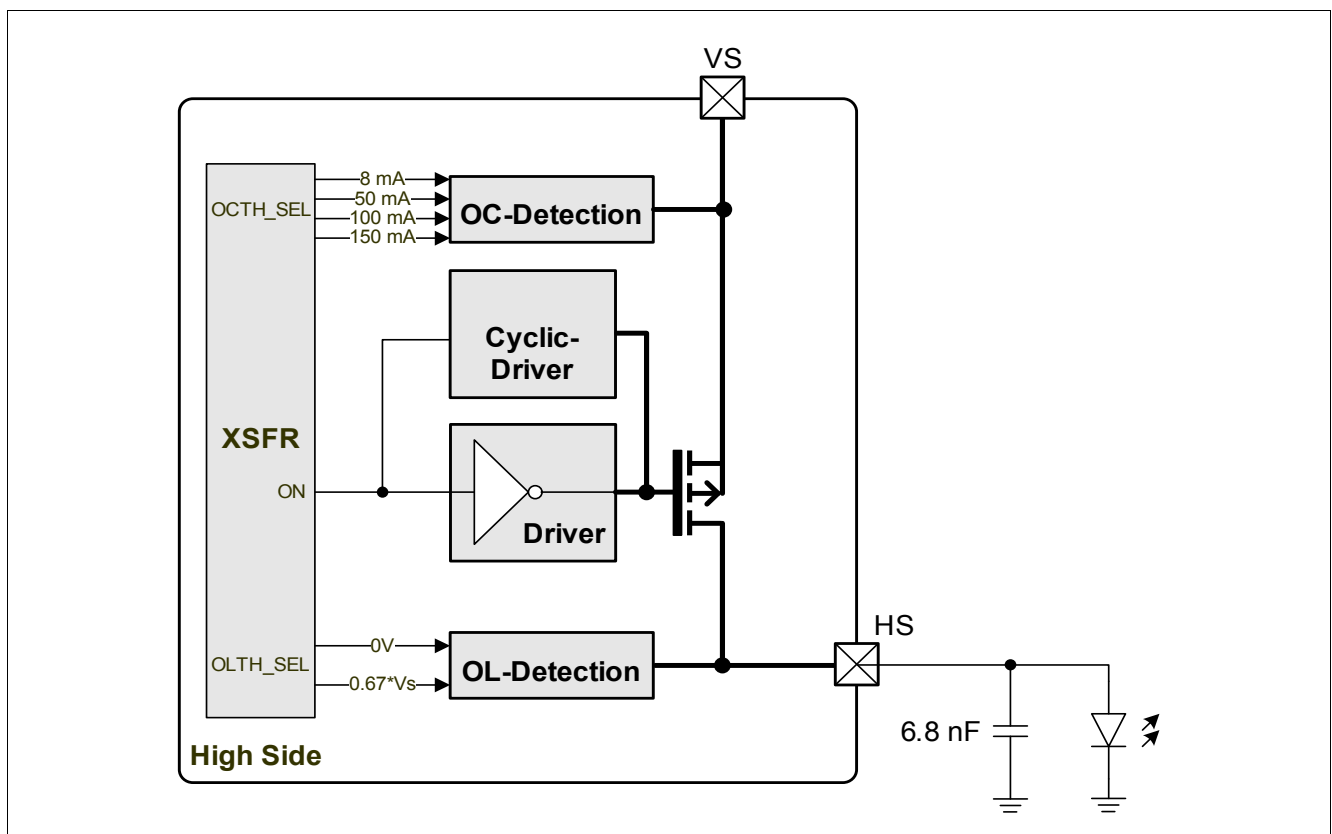 VS
8 mA
50 mA
OCTH_SEL
100 mA
150 mA
OC-Detection
Cyclic-
Driver
XSFR
ON
Driver
HS
0V
OLTH_SEL
0.67*Vs
OL-Detection
6.8 nF
High Side